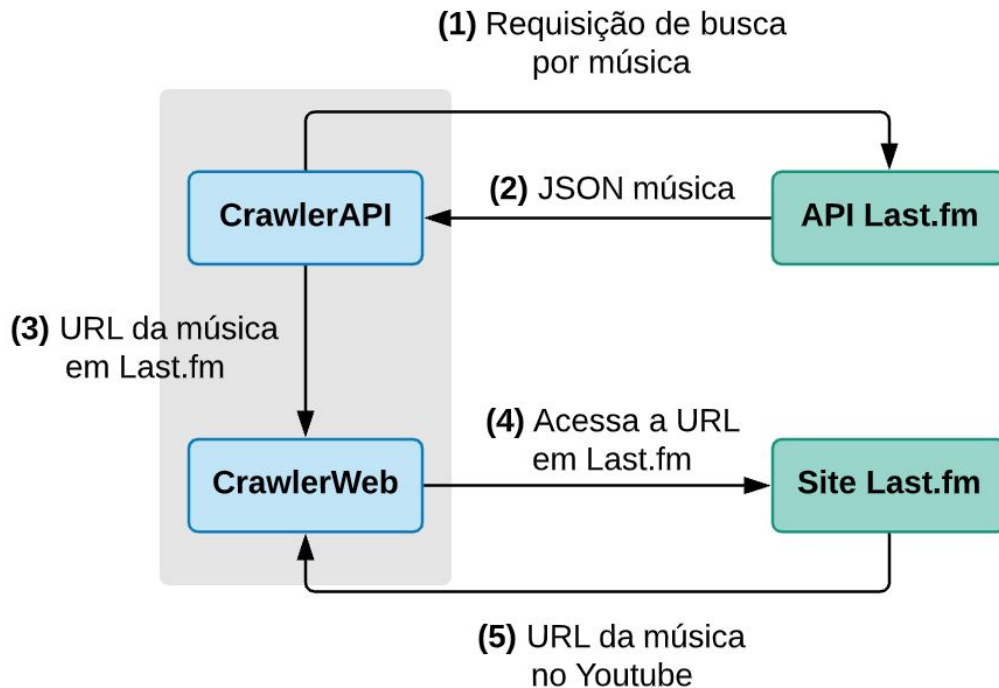 (1) Requisição de busca
por música
CrawlerAPI
(2) JSON música
API Last.fm
(3) URL da música
em Last.fm
(4) Acessa a URL
em Last.fm
CrawlerWeb
Site Last.fm
(5) URL da música
no Youtube